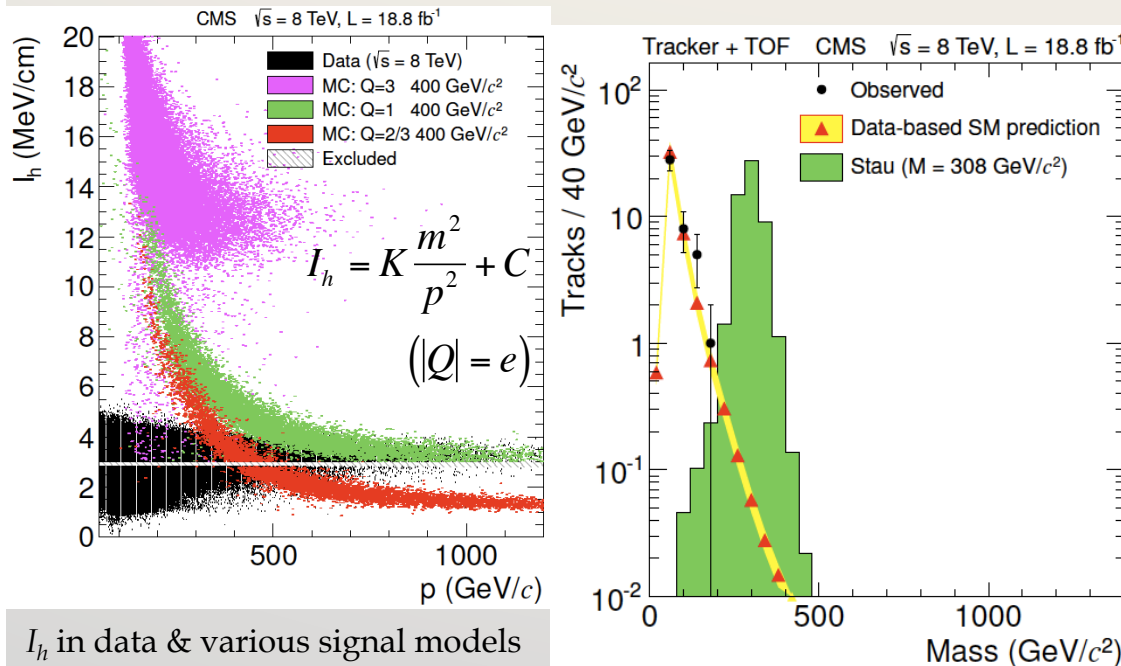 CMS √s = 8 TeV, L = 18.8 fb⁻¹
I_h (MeV/cm)
20
18
16
14
12
10
8
6
4
2
0
Data (√s = 8 TeV)
MC: Q=3 400 GeV/c²
MC: Q=1 400 GeV/c²
MC: Q=2/3 400 GeV/c²
Excluded
I_h = K m²/p² + C
(|Q| = e)
500 1000
p (GeV/c)
I_h in data & various signal models
Tracker + TOF CMS √s = 8 TeV, L = 18.8 fb⁻¹
Tracks / 40 GeV/c²
10²
10
1
10⁻¹
10⁻²
Observed
Data-based SM prediction
Stau (M = 308 GeV/c²)
0 500 1000
Mass (GeV/c²)